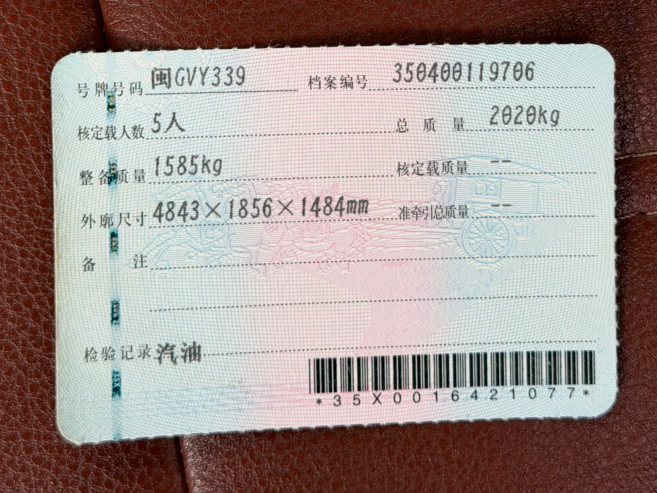 号牌号码 闽GVY339 档案编号 350400119706
核定载人数 5人 总质量 2020kg
整备质量 1585kg 核定载质量 --
外廓尺寸 4843×1856×1484mm 准牵引总质量 --
备注
检验记录 汽油
*35X0016421077*